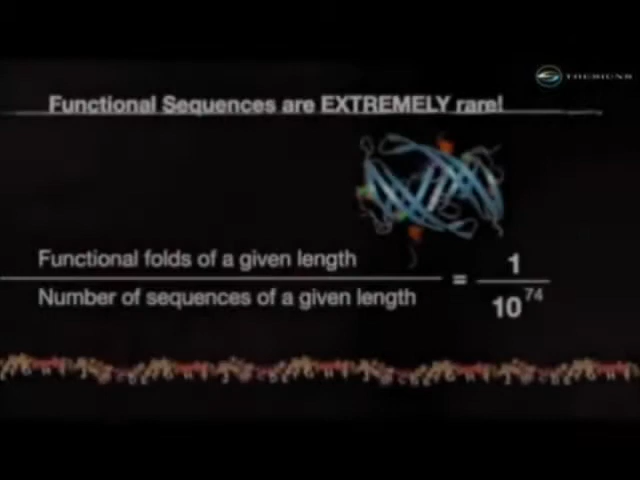 Functional Sequences are EXTREMELY rare!
Functional folds of a given length
Number of sequences of a given length
=
1
10^74